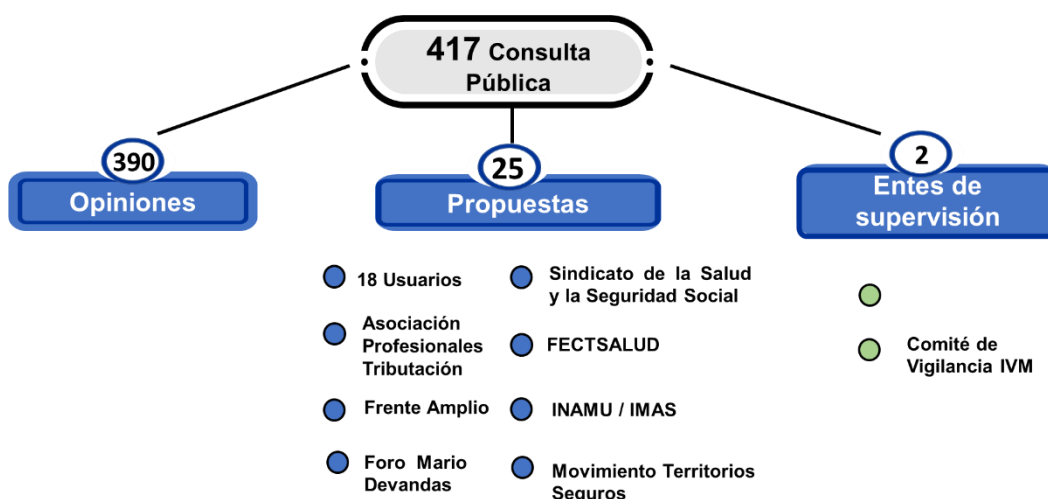 417 Consulta
Pública
390
Opiniones
25
Propuestas
2
Entes de
supervisión
18 Usuarios
Asociación
Profesionales
Tributación
Frente Amplio
Foro Mario
Devandas
Sindicato de la Salud
y la Seguridad Social
FECTSALUD
INAMU / IMAS
Movimiento Territorios
Seguros
Comité de
Vigilancia IVM